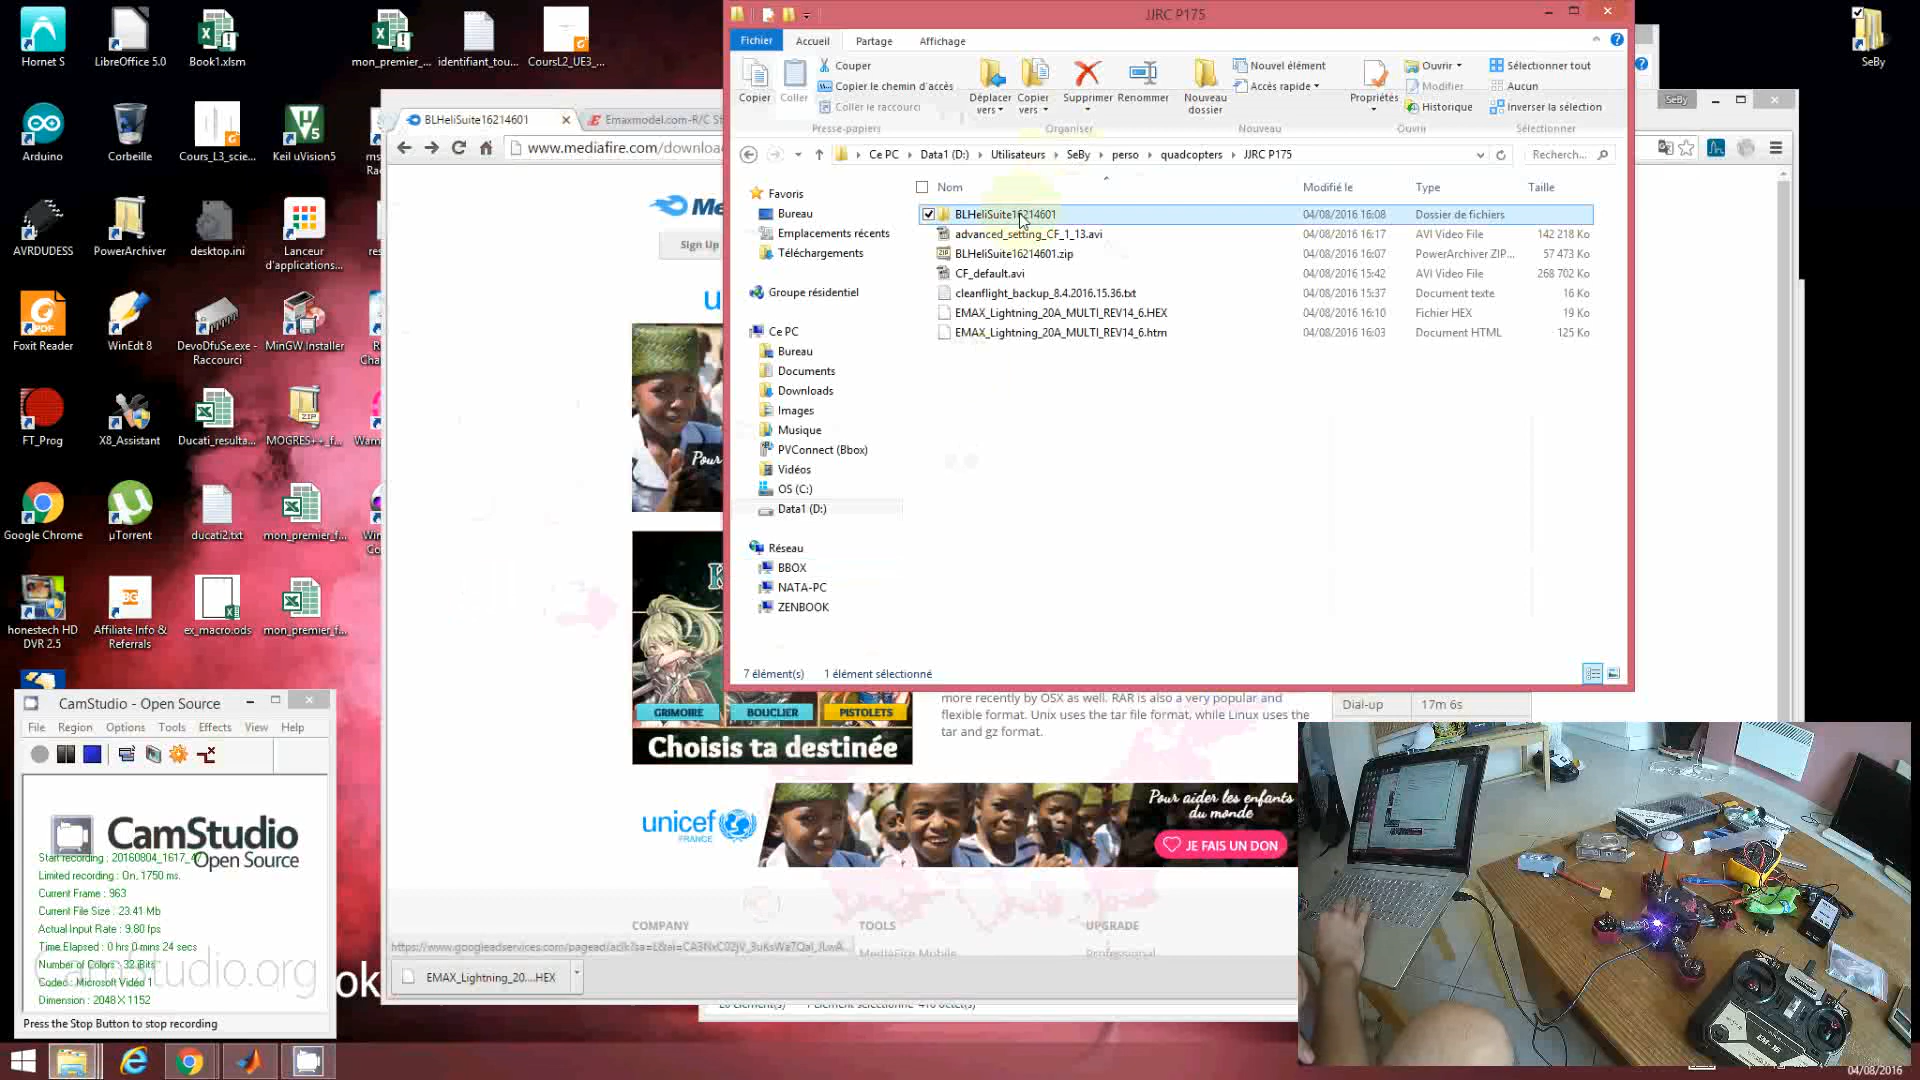 Hornet S
LibreOffice 5.0
Book1.xlsm
mon_premier_...
identifiant_tou...
CoursL2_UE3_...
SeBy
Arduino
Corbeille
Cours_L3_scie...
Keil uVision5
AVRDUDESS
PowerArchiver
desktop.ini
Lanceur
d'applications...
Foxit Reader
WinEdt 8
DevoDfuSe.exe -
Raccourci
MinGW Installer
FT_Prog
X8_Assistant
Ducati_resulta...
MOGRES++_f...
Google Chrome
µTorrent
ducati2.txt
mon_premier_f...
honestech HD
DVR 2.5
Affiliate Info &
Referrals
ex_macro.ods
mon_premier_f...
JJRC P175
Fichier
Accueil
Partage
Affichage
Copier
Coller
Couper
Copier le chemin d'accès
Coller le raccourci
Presse-papiers
Déplacer
vers
Copier
vers
Supprimer
Renommer
Organiser
Nouveau
dossier
Nouvel élément
Accès rapide
Nouveau
Propriétés
Ouvrir
Modifier
Historique
Ouvrir
Sélectionner tout
Aucun
Inverser la sélection
Sélectionner
Ce PC
Data1 (D:)
Utilisateurs
SeBy
perso
quadcopters
JJRC P175
Recherch...
Nom
Modifié le
Type
Taille
BLHeliSuite16214601 04/08/2016 16:08 Dossier de fichiers
advanced_setting_CF_1_13.avi 04/08/2016 16:17 AVI Video File 142 218 Ko
BLHeliSuite16214601.zip 04/08/2016 16:07 PowerArchiver ZIP... 57 473 Ko
CF_default.avi 04/08/2016 15:42 AVI Video File 268 702 Ko
cleanflight_backup_8.4.2016.15.36.txt 04/08/2016 15:37 Document texte 16 Ko
EMAX_Lightning_20A_MULTI_REV14_6.HEX 04/08/2016 16:10 Fichier HEX 19 Ko
EMAX_Lightning_20A_MULTI_REV14_6.htm 04/08/2016 16:03 Document HTML 125 Ko
Favoris
Bureau
Emplacements récents
Téléchargements
Groupe résidentiel
Ce PC
Bureau
Documents
Downloads
Images
Musique
PVConnect (Bbox)
Vidéos
OS (C:)
Data1 (D:)
Réseau
BBOX
NATA-PC
ZENBOOK
7 élément(s)
1 élément sélectionné
SeBy
BLHeliSuite16214601
Emaxmodel.com-R/C St
www.mediafire.com/download
Sign Up
Pour
GRIMOIRE
BOUCLIER
PISTOLETS
Choisis ta destinée
more recently by OSX as well. RAR is also a very popular and
flexible format. Unix uses the tar file format, while Linux uses the
tar and gz format.
Dial-up
17m 6s
unicef
FRANCE
Pour aider les enfants
du monde
JE FAIS UN DON
COMPANY
TOOLS
UPGRADE
MediaFire Mobile
Professional
EMAX_Lightning_20....HEX
CamStudio - Open Source
File Region Options Tools Effects View Help
CamStudio
Open Source
Start recording : 20160804_1617_47
Limited recording : On, 1750 ms.
Current Frame : 963
Current File Size : 23.41 Mb
Actual Input Rate : 9.80 fps
Time Elapsed : 0 hrs 0 mns 24 secs
Number of Colors : 32 Bits
Codec : Microsoft Video 1
Dimension : 2048 X 1152
CamStudio.org
Press the Stop Button to stop recording
ok
04/08/2016